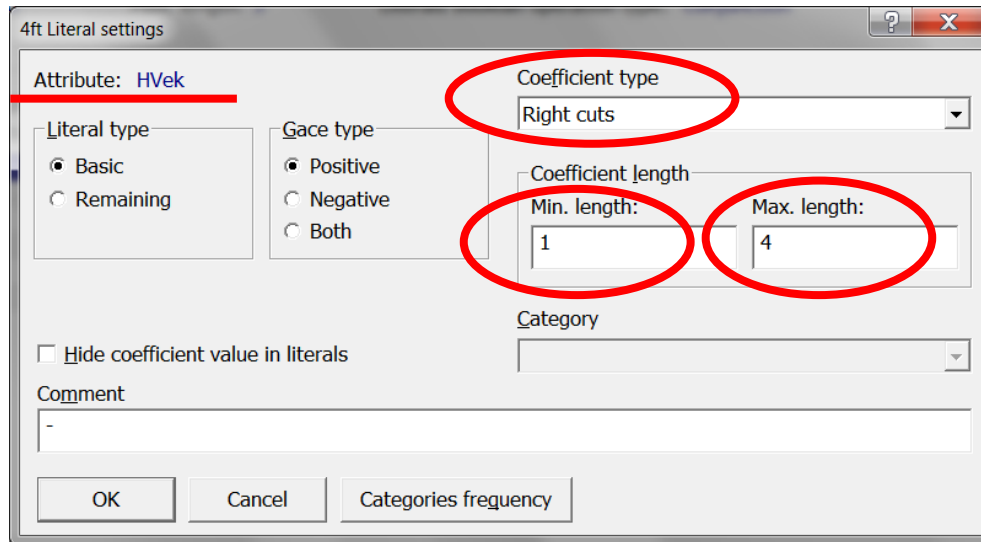 4ft Literal settings
Attribute: HVek
Literal type
Basic
Remaining
Gace type
Positive
Negative
Both
Coefficient type
Right cuts
Coefficient length
Min. length: Max. length:
1 4
Category
Hide coefficient value in literals
Comment
-
OK Cancel Categories frequency